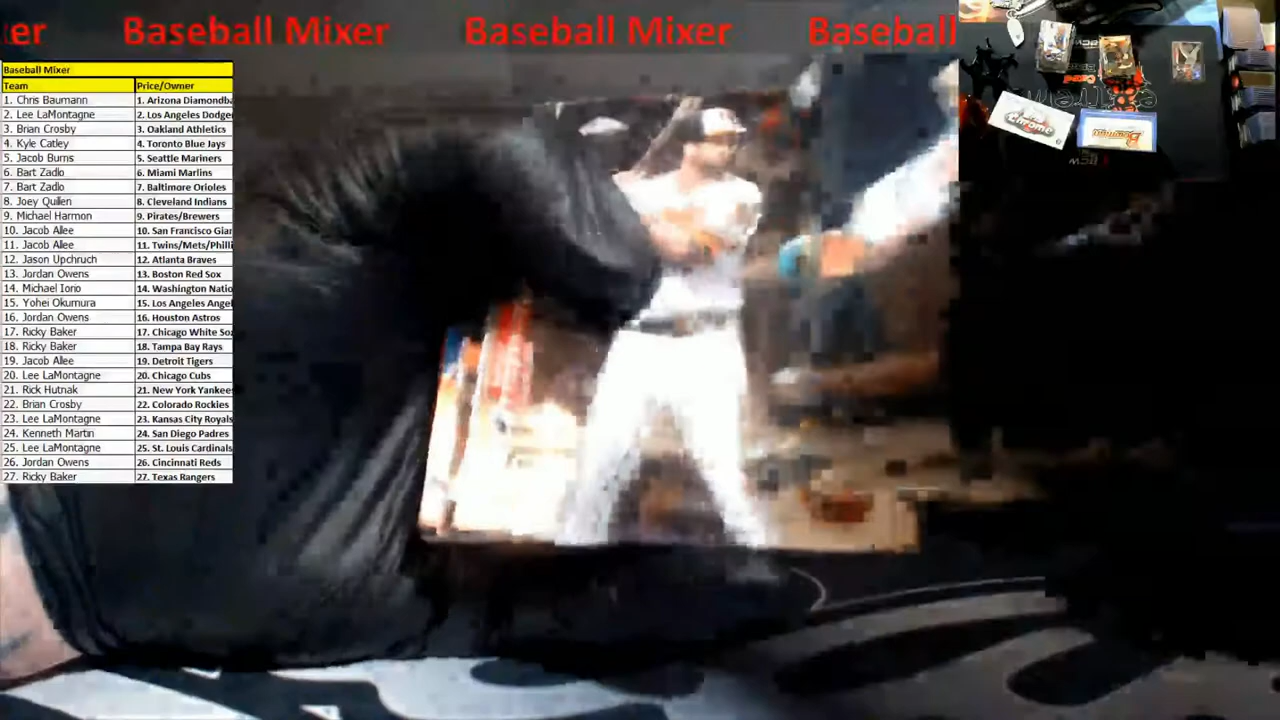 er Baseball Mixer Baseball Mixer Baseball
Baseball Mixer
Team Price/Owner
1. Chris Baumann 1. Arizona Diamondba
2. Lee LaMontagne 2. Los Angeles Dodger
3. Brian Crosby 3. Oakland Athletics
4. Kyle Catley 4. Toronto Blue Jays
5. Jacob Burns 5. Seattle Mariners
6. Bart Zadlo 6. Miami Marlins
7. Bart Zadlo 7. Baltimore Orioles
8. Joey Quillen 8. Cleveland Indians
9. Michael Harmon 9. Pirates/Brewers
10. Jacob Allee 10. San Francisco Gian
11. Jacob Allee 11. Twins/Mets/Philli
12. Jason Upchruch 12. Atlanta Braves
13. Jordan Owens 13. Boston Red Sox
14. Michael Iorio 14. Washington Natio
15. Yohei Okumura 15. Los Angeles Angel
16. Jordan Owens 16. Houston Astros
17. Ricky Baker 17. Chicago White So
18. Ricky Baker 18. Tampa Bay Rays
19. Jacob Allee 19. Detroit Tigers
20. Lee LaMontagne 20. Chicago Cubs
21. Rick Hutnak 21. New York Yankee
22. Brian Crosby 22. Colorado Rockies
23. Lee LaMontagne 23. Kansas City Royals
24. Kenneth Martin 24. San Diego Padres
25. Lee LaMontagne 25. St. Louis Cardinals
26. Jordan Owens 26. Cincinnati Reds
27. Ricky Baker 27. Texas Rangers
Chrome
Bowman
BCW